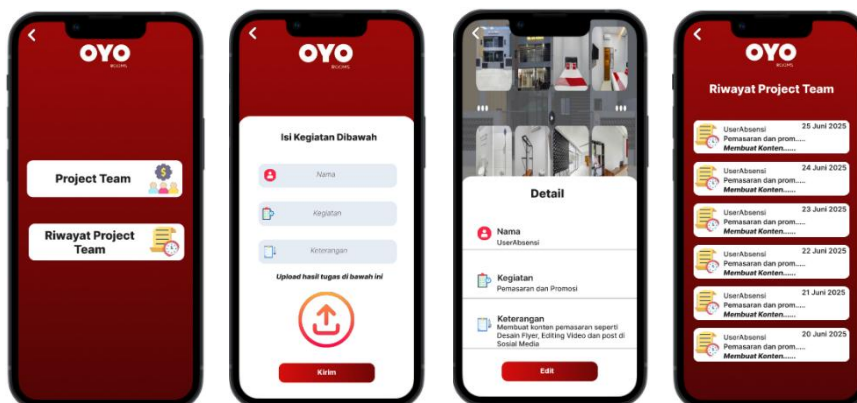 OYO
ROOMS
Project Team
Riwayat Project
Team
OYO
ROOMS
Isi Kegiatan Dibawah
Nama
Kegiatan
Keterangan
Upload hasil tugas di bawah ini
Kirim
Detail
Nama
UserAbsensi
Kegiatan
Pemasaran dan Promosi
Keterangan
Membuat konten pemasaran seperti
Desain Flyer, Editing Video dan post di
Sosial Media
Edit
OYO
ROOMS
Riwayat Project Team
UserAbsensi 25 Juni 2025
Pemasaran dan prom....
Membuat Konten......
UserAbsensi 24 Juni 2025
Pemasaran dan prom....
Membuat Konten......
UserAbsensi 23 Juni 2025
Pemasaran dan prom....
Membuat Konten......
UserAbsensi 22 Juni 2025
Pemasaran dan prom....
Membuat Konten......
UserAbsensi 21 Juni 2025
Pemasaran dan prom....
Membuat Konten......
UserAbsensi 20 Juni 2025
Pemasaran dan prom....
Membuat Konten......